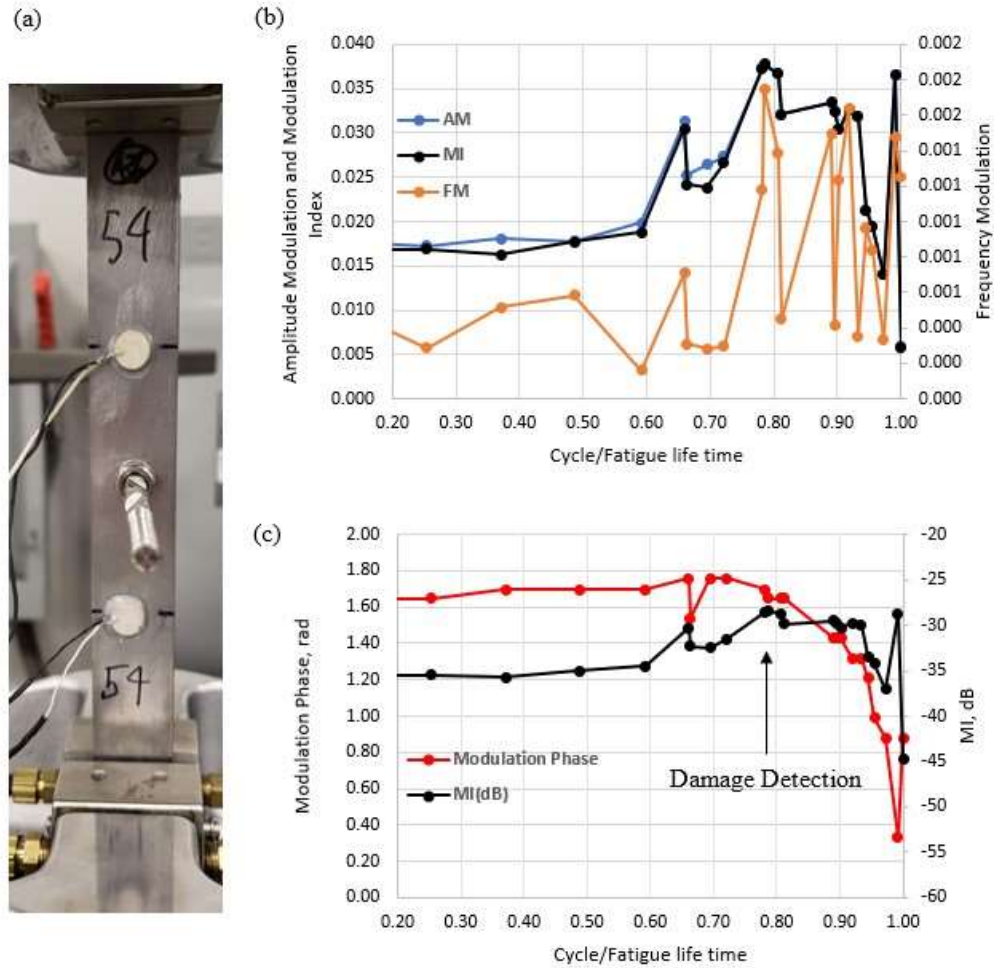 (a)
54
54
(b)
Amplitude Modulation and Modulation
Index
0.040
0.035
0.030
0.025
0.020
0.015
0.010
0.005
0.000
AM
MI
FM
0.002
0.002
0.002
0.001
0.001
0.001
0.001
0.001
0.000
0.000
0.000
Frequency Modulation
0.20 0.30 0.40 0.50 0.60 0.70 0.80 0.90 1.00
Cycle/Fatigue life time
(c)
Modulation Phase, rad
2.00
1.80
1.60
1.40
1.20
1.00
0.80
0.60
0.40
0.20
0.00
Modulation Phase
MI(dB)
Damage Detection
-20
-25
-30
-35
-40
-45
-50
-55
-60
MI, dB
0.20 0.30 0.40 0.50 0.60 0.70 0.80 0.90 1.00
Cycle/Fatigue life time